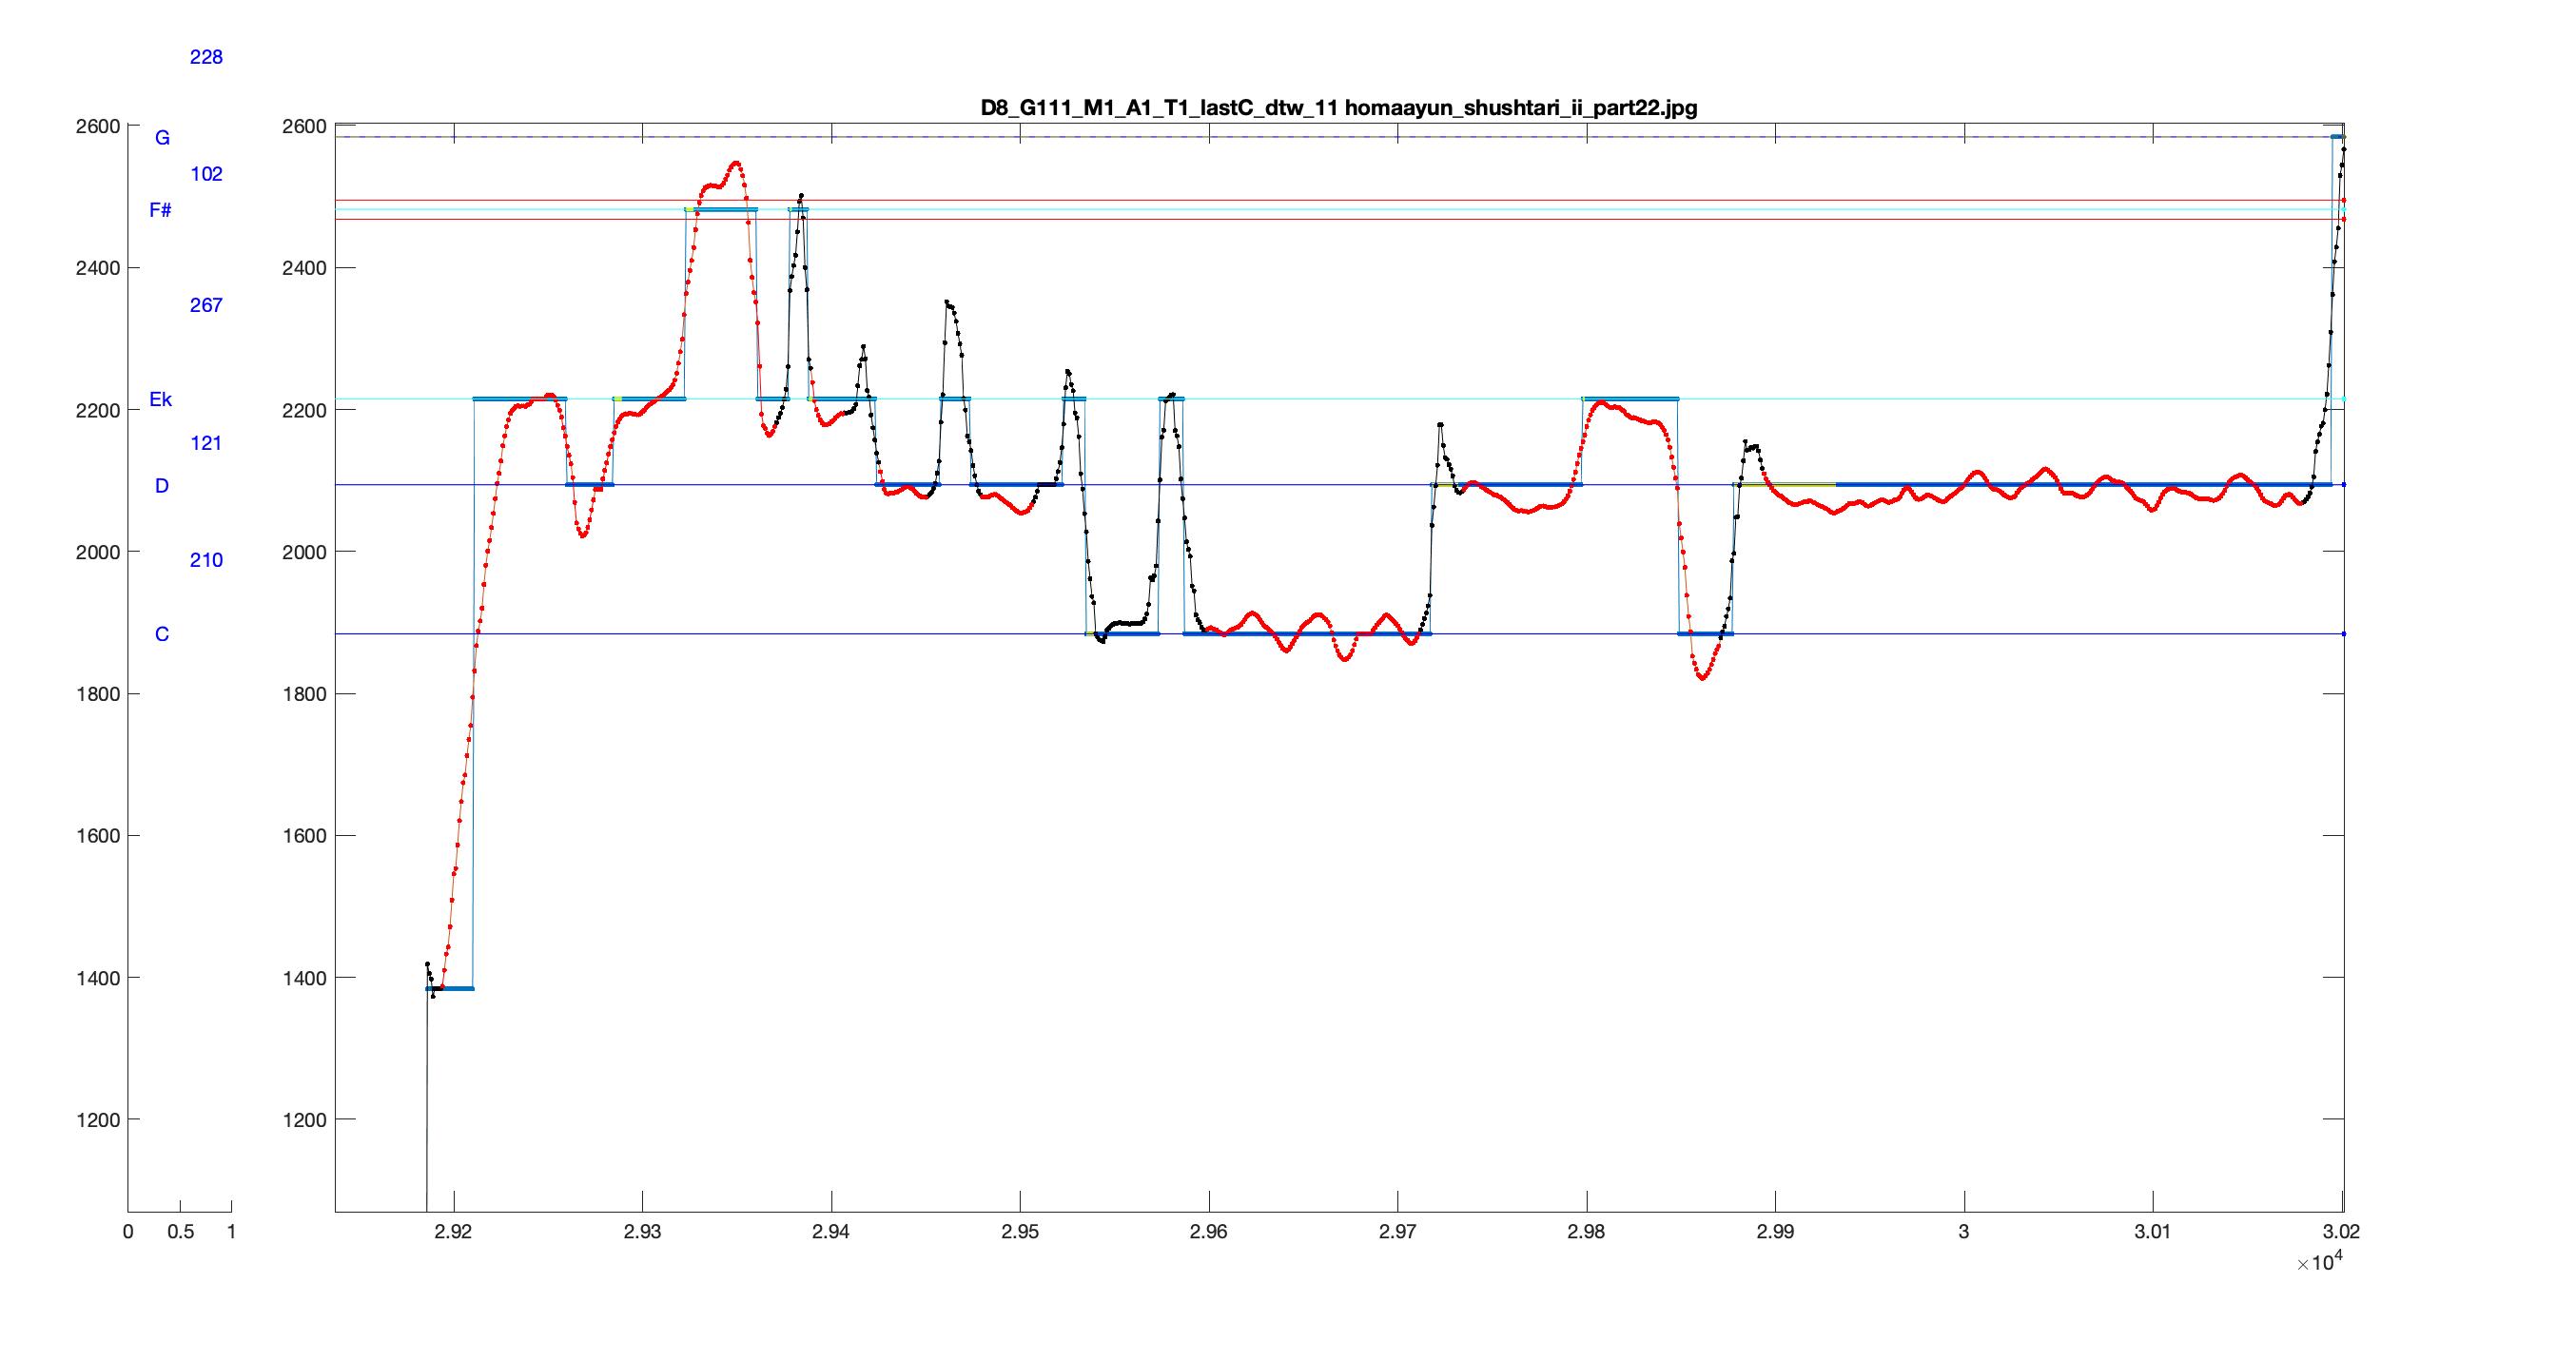 228
D8_G111_M1_A1_T1_lastC_dtw_11 homaayun_shushtari_ii_part22.jpg
2600 2600
G
102
F#
2400 2400
267
2200 Ek 2200
121
D
2000 2000
210
C
1800 1800
1600 1600
1400 1400
1200 1200
0 0.5 1 2.92 2.93 2.94 2.95 2.96 2.97 2.98 2.99 3 3.01 3.02
×10^4